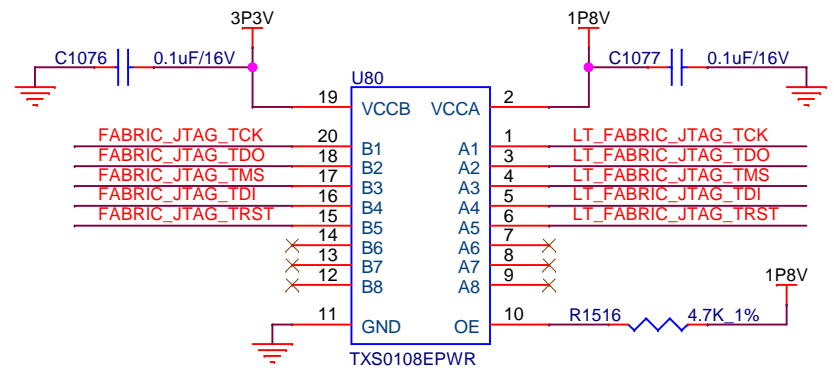 3P3V 1P8V
C1076 0.1uF/16V C1077 0.1uF/16V
U80
19 VCCB VCCA 2
FABRIC_JTAG_TCK 20 B1 A1 1 LT_FABRIC_JTAG_TCK
FABRIC_JTAG_TDO 18 B2 A2 3 LT_FABRIC_JTAG_TDO
FABRIC_JTAG_TMS 17 B3 A3 4 LT_FABRIC_JTAG_TMS
FABRIC_JTAG_TDI 16 B4 A4 5 LT_FABRIC_JTAG_TDI
FABRIC_JTAG_TRST 15 B5 A5 6 LT_FABRIC_JTAG_TRST
14 B6 A6 7
13 B7 A7 8
12 B8 A8 9
1P8V
11 GND OE 10 R1516 4.7K_1%
TXS0108EPWR